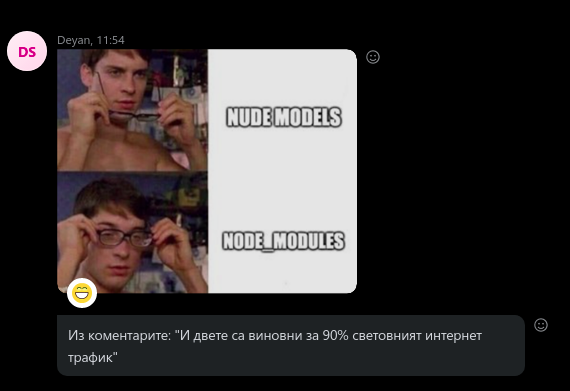 DS
Deyan, 11:54
NUDE MODELS
NODE_MODULES
Из коментарите: "И двете са виновни за 90% световният интернет
трафик"